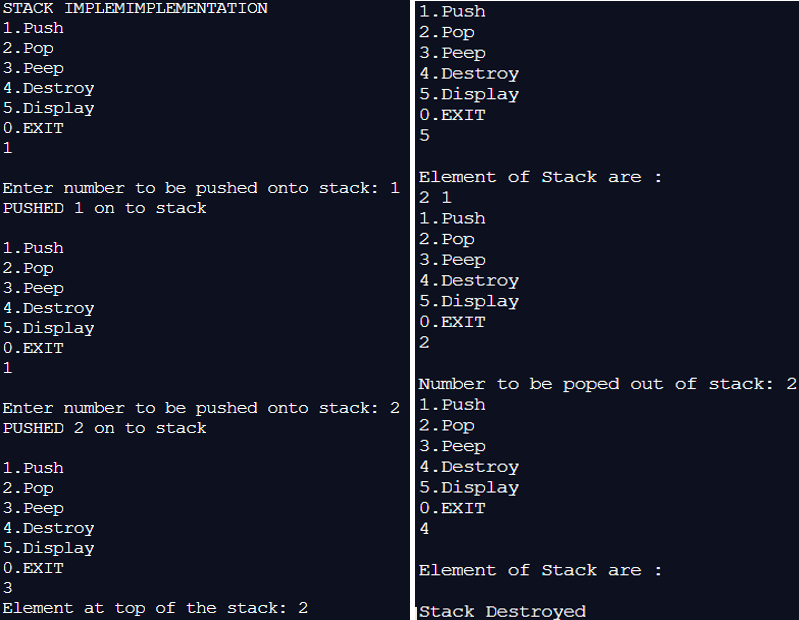 STACK IMPLEMIMPLEMENTATION
1.Push
2.Pop
3.Peep
4.Destroy
5.Display
0.EXIT
1
Enter number to be pushed onto stack: 1
PUSHED 1 on to stack
1.Push
2.Pop
3.Peep
4.Destroy
5.Display
0.EXIT
1
Enter number to be pushed onto stack: 2
PUSHED 2 on to stack
1.Push
2.Pop
3.Peep
4.Destroy
5.Display
0.EXIT
3
Element at top of the stack: 2
1.Push
2.Pop
3.Peep
4.Destroy
5.Display
0.EXIT
5
Element of Stack are :
2 1
1.Push
2.Pop
3.Peep
4.Destroy
5.Display
0.EXIT
2
Number to be poped out of stack: 2
1.Push
2.Pop
3.Peep
4.Destroy
5.Display
0.EXIT
4
Element of Stack are :
Stack Destroyed